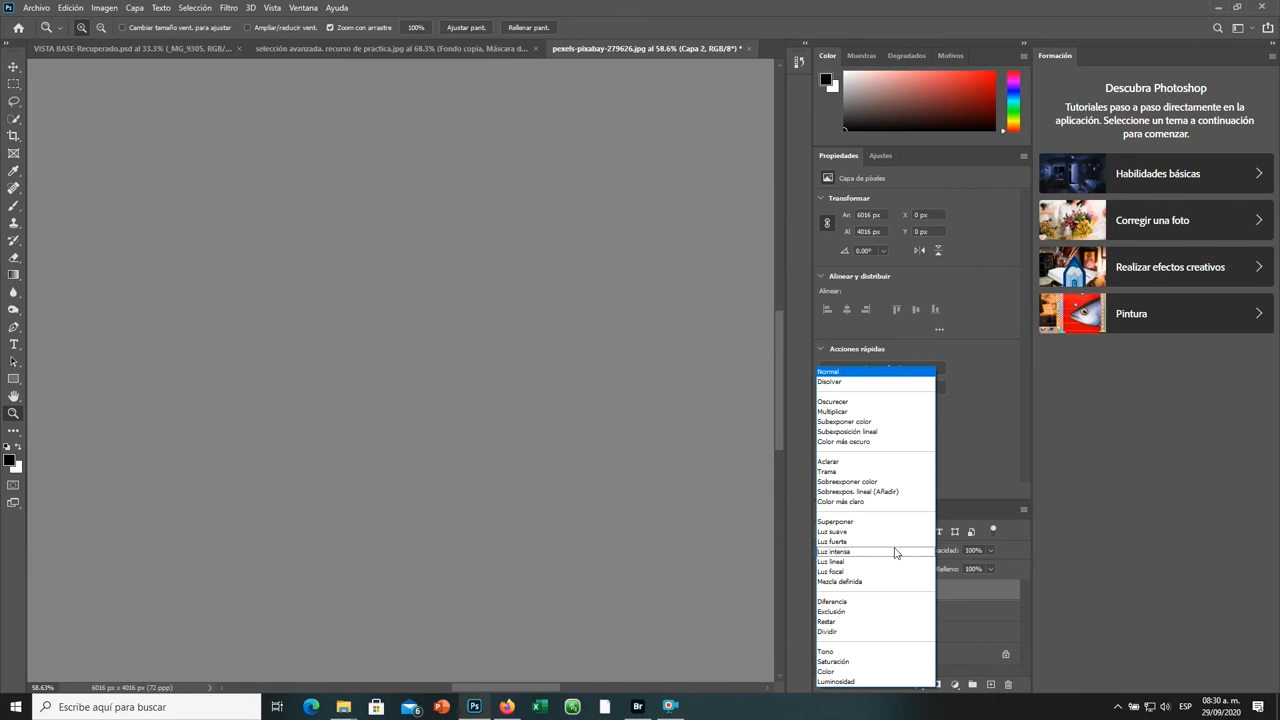 Archivo Edición Imagen Capa Texto Selección Filtro 3D Vista Ventana Ayuda
Cambiar tamaño vent. para ajustar Ampliar/reducir vent. Zoom con arrastre 100% Ajustar pant. Rellenar pant.
VISTA BASE-Recuperado.psd al 33.3% (_MG_9305, RGB/... × selección avanzada. recurso de practica.jpg al 68.3% (Fondo copia, Máscara d... × pexels-pixabay-279626.jpg al 58.6% (Capa 2, RGB/8*) * ×
Color Muestras Degradados Motivos
Formación
Descubra Photoshop
Tutoriales paso a paso directamente en la
aplicación. Seleccione un tema a continuación
para comenzar.
Propiedades Ajustes
Capa de píxeles
Habilidades básicas
Transformar
An 6016 px X 0 px
Al 4016 px Y 0 px
0.00°
Corregir una foto
Alinear y distribuir
Alinear:
Realizar efectos creativos
Pintura
Acciones rápidas
Normal
Disolver
Oscurecer
Multiplicar
Subexponer color
Subexposición lineal
Color más oscuro
Aclarar
Trama
Sobreexponer color
Sobreexpos. lineal (Añadir)
Color más claro
Superponer
Luz suave
Luz fuerte
Luz intensa
Luz lineal
Luz focal
Mezcla definida
Diferencia
Exclusión
Restar
Dividir
Tono
Saturación
Color
Luminosidad
acidad: 100%
Relleno: 100%
58.63% 6016 px x 4016 px (72 ppp)
Escribe aquí para buscar
ESP
08:30 a. m.
29/09/2020